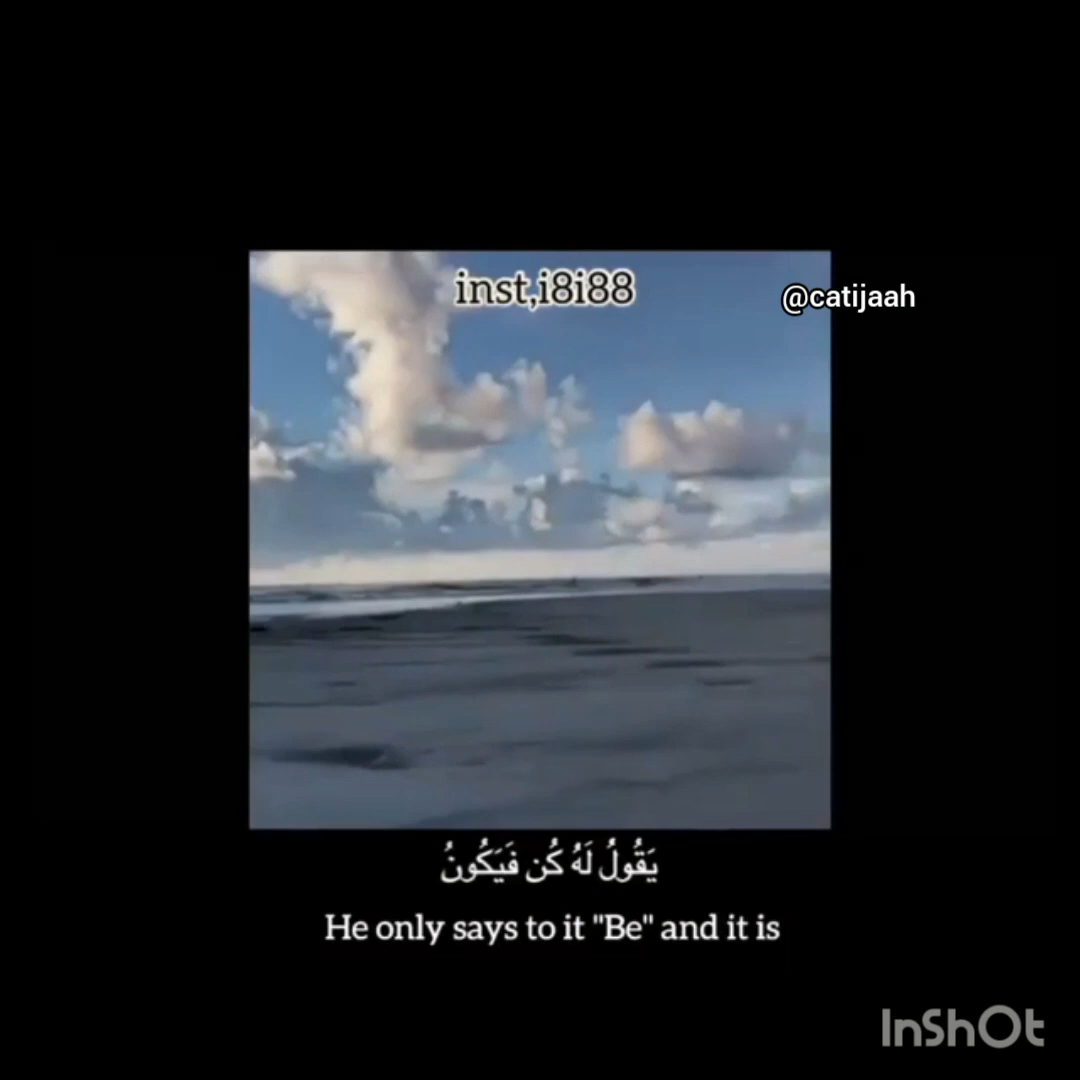 inst,i8i88
@catijaah
يَقُولُ لَهُ كُن فَيَكُونُ
He only says to it "Be" and it is
InShOt